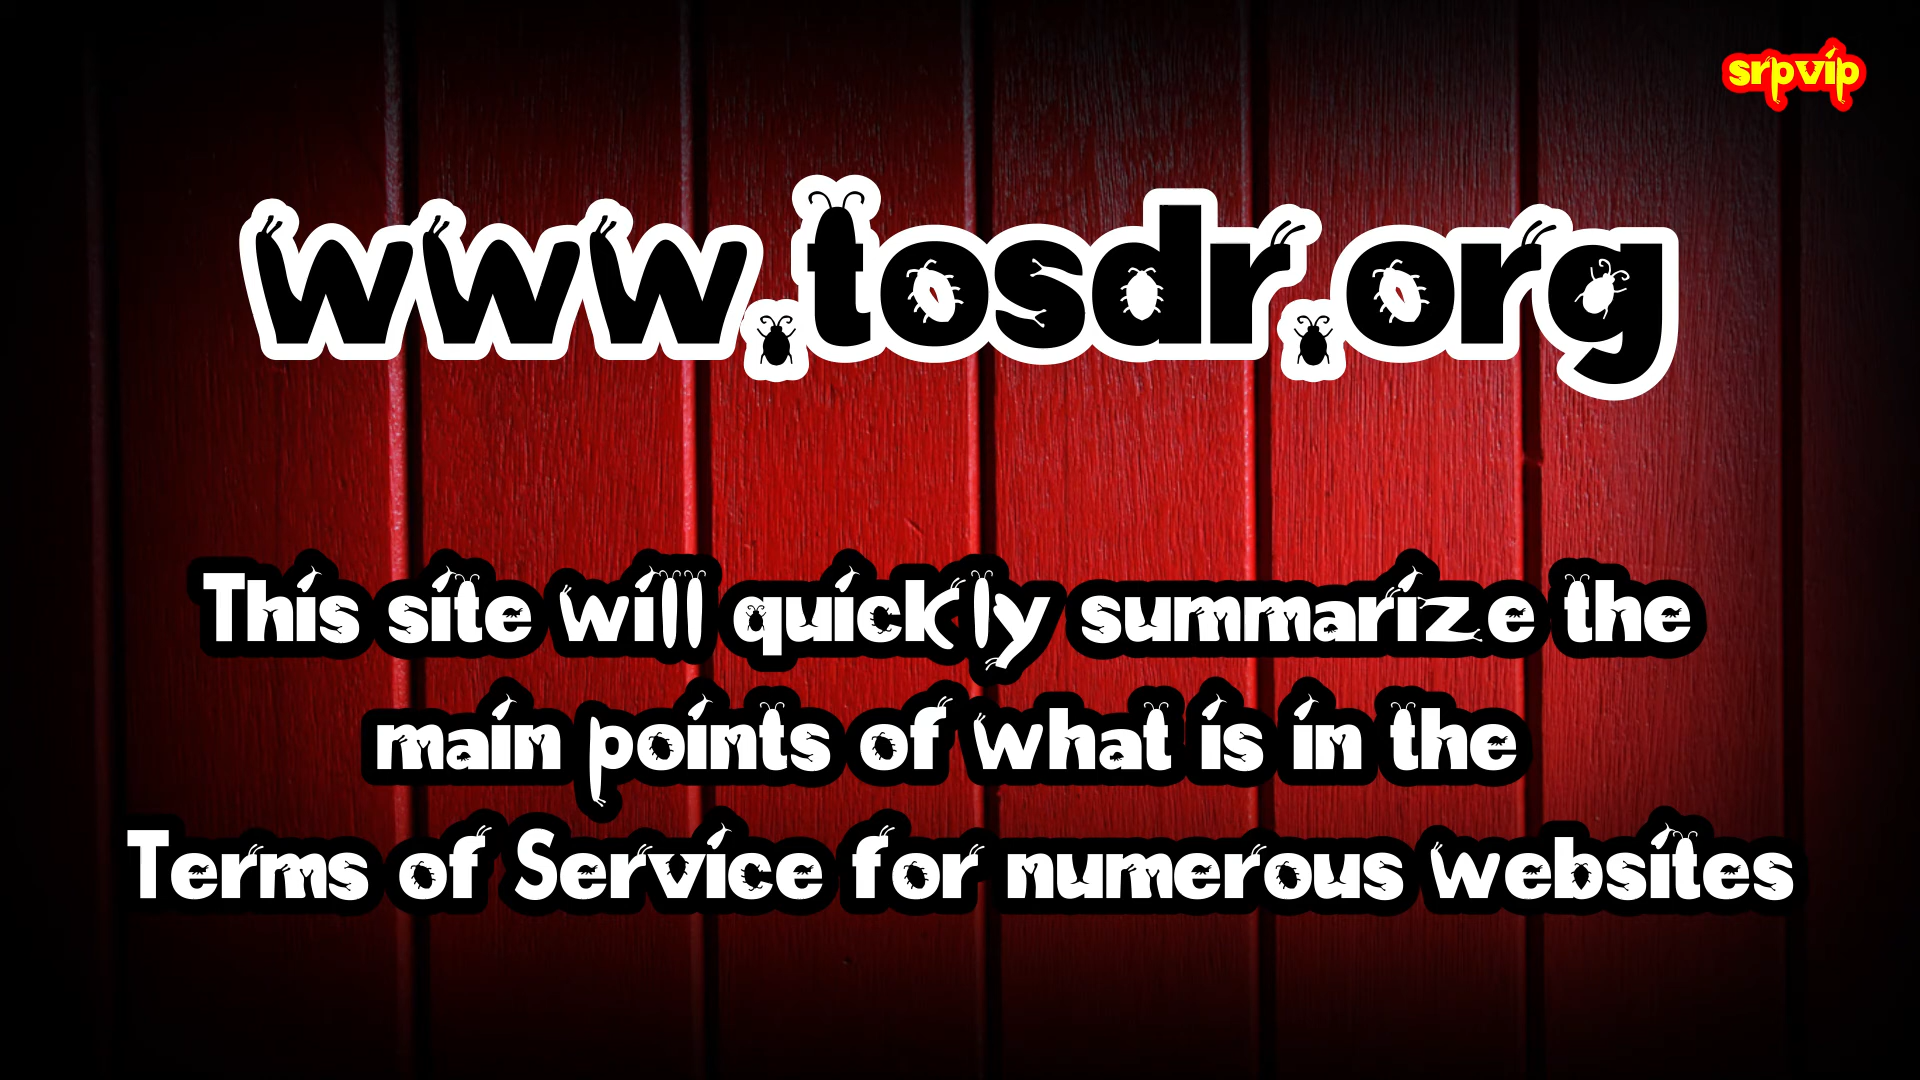 srpvip
www.tosdr.org
This site will quickly summarize the
main points of what is in the
Terms of Service for numerous websites